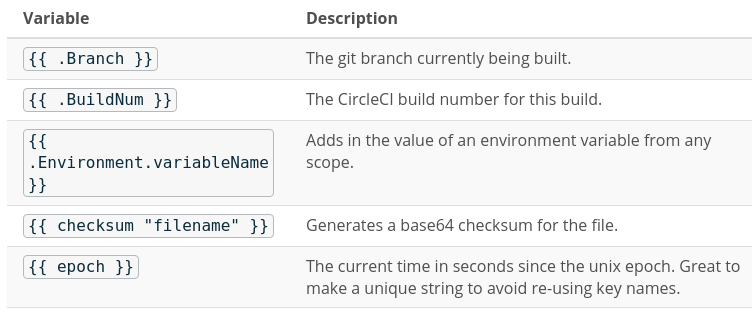 Variable Description
{{ .Branch }} The git branch currently being built.
{{ .BuildNum }} The CircleCI build number for this build.
{{
.Environment.variableName
}}
Adds in the value of an environment variable from any
scope.
{{ checksum "filename" }} Generates a base64 checksum for the file.
{{ epoch }} The current time in seconds since the unix epoch. Great to
make a unique string to avoid re-using key names.